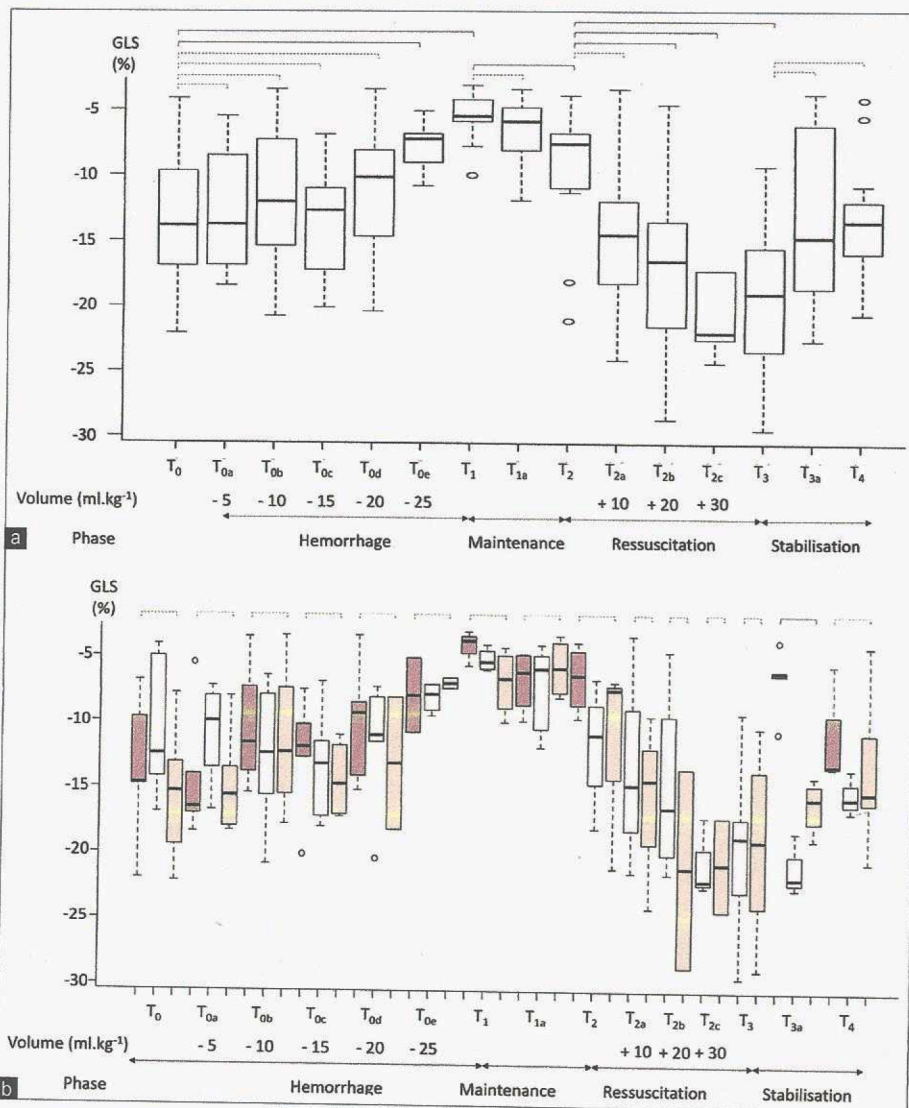 GLS
(%)
-5
-10
-15
-20
-25
-30
T0 T0a T0b T0c T0d T0e T1 T1a T2 T2a T2b T2c T3 T3a T4
Volume (ml.kg-1) - 5 - 10 - 15 - 20 - 25 + 10 + 20 + 30
a Phase Hemorrhage Maintenance Ressuscitation Stabilisation
GLS
(%)
-5
-10
-15
-20
-25
-30
T0 T0a T0b T0c T0d T0e T1 T1a T2 T2a T2b T2c T3 T3a T4
Volume (ml.kg-1) - 5 - 10 - 15 - 20 - 25 + 10 + 20 + 30
b Phase Hemorrhage Maintenance Ressuscitation Stabilisation